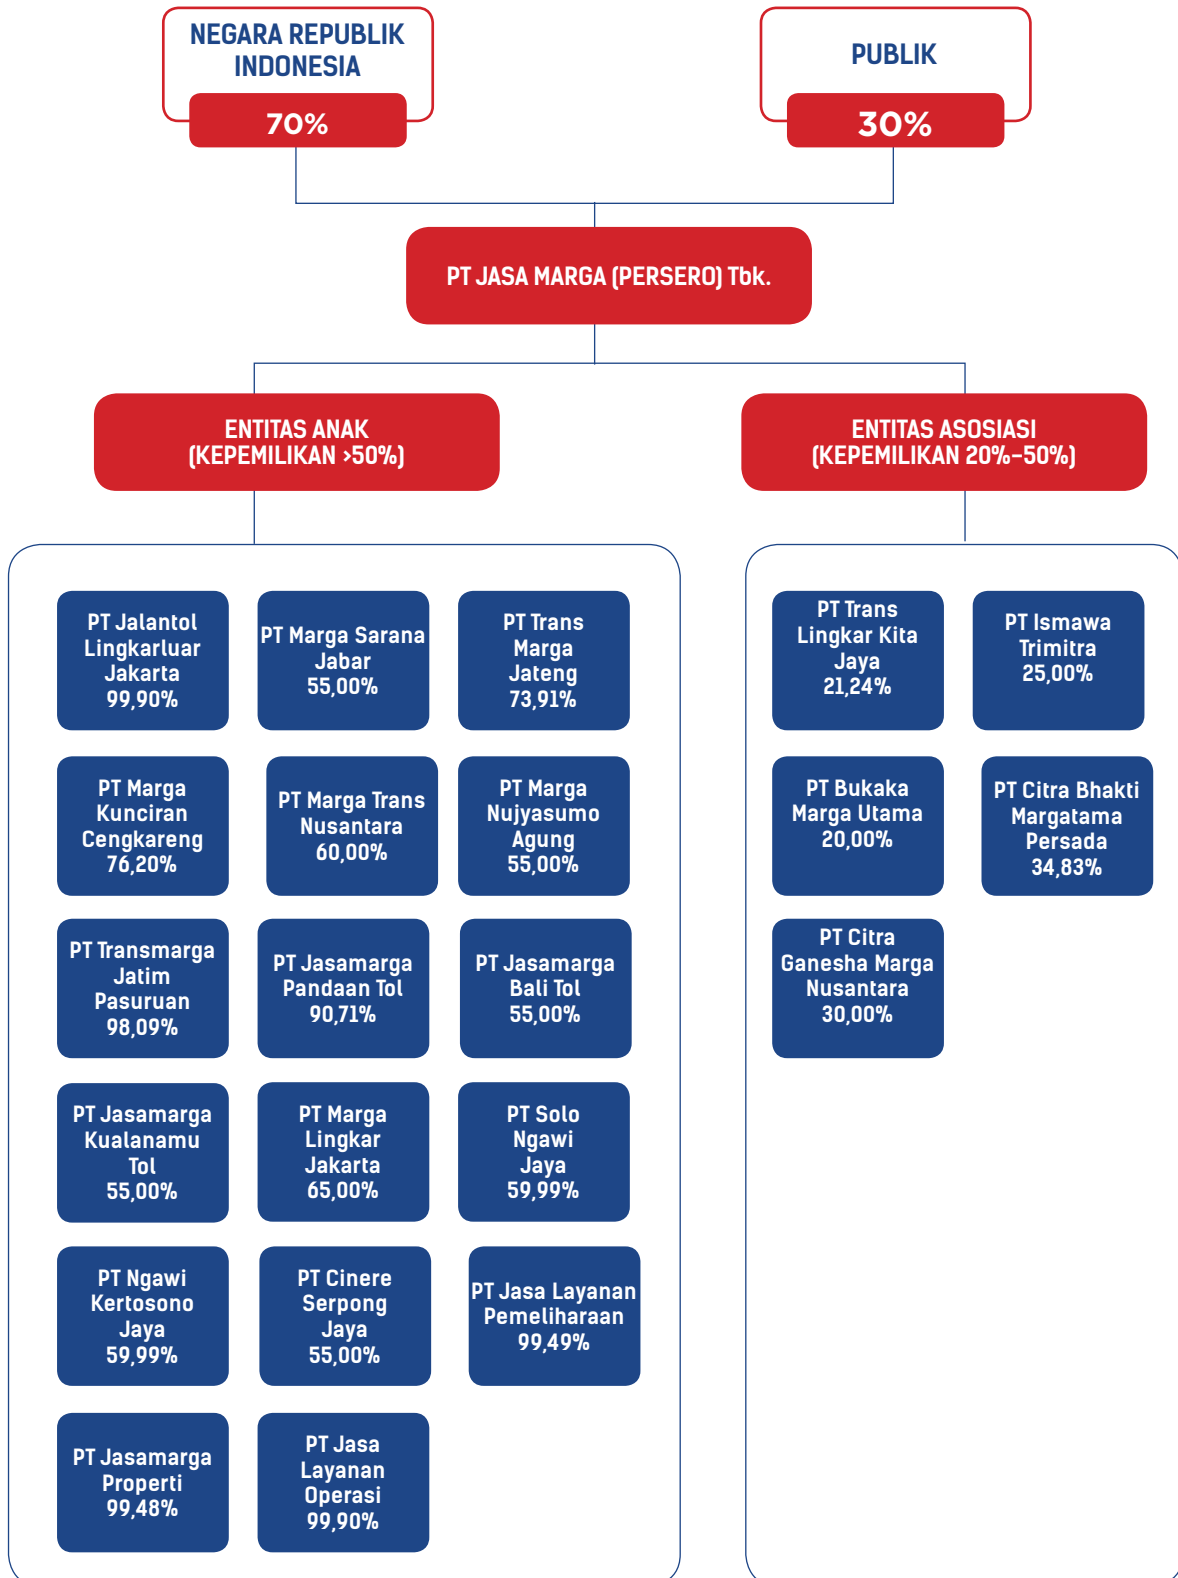 NEGARA REPUBLIK
INDONESIA
70%
PUBLIK
30%
PT JASA MARGA (PERSERO) Tbk.
ENTITAS ANAK
(KEPEMILIKAN >50%)
ENTITAS ASOSIASI
(KEPEMILIKAN 20%-50%)
PT Jalantol
Lingkarluar
Jakarta
99,90%
PT Marga Sarana
Jabar
55,00%
PT Trans
Marga
Jateng
73,91%
PT Marga
Kunciran
Cengkareng
76,20%
PT Marga Trans
Nusantara
60,00%
PT Marga
Nujyasumo
Agung
55,00%
PT Transmarga
Jatim
Pasuruan
98,09%
PT Jasamarga
Pandaan Tol
90,71%
PT Jasamarga
Bali Tol
55,00%
PT Jasamarga
Kualanamu
Tol
55,00%
PT Marga
Lingkar
Jakarta
65,00%
PT Solo
Ngawi
Jaya
59,99%
PT Ngawi
Kertosono
Jaya
59,99%
PT Cinere
Serpong
Jaya
55,00%
PT Jasa Layanan
Pemeliharaan
99,49%
PT Jasamarga
Properti
99,48%
PT Jasa
Layanan
Operasi
99,90%
PT Trans
Lingkar Kita
Jaya
21,24%
PT Ismawa
Trimitra
25,00%
PT Bukaka
Marga Utama
20,00%
PT Citra Bhakti
Margatama
Persada
34,83%
PT Citra
Ganesha Marga
Nusantara
30,00%